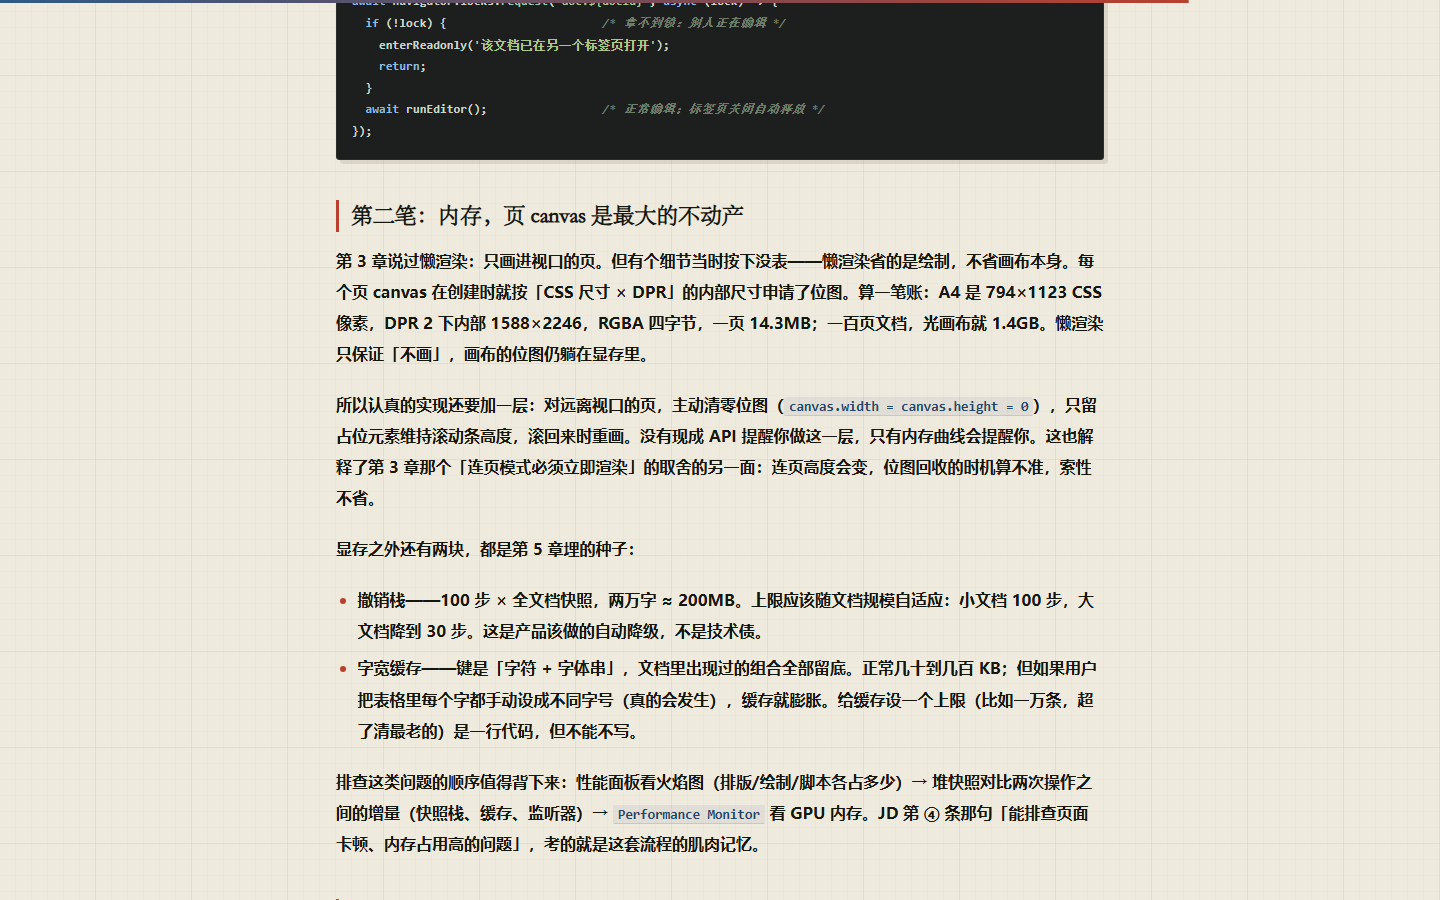 if (!lock) { /* 拿不到锁：别人正在编辑 */
enterReadonly('该文档已在另一个标签页打开');
return;
}
await runEditor(); /* 正常编辑；标签页关闭自动释放 */
});
第二笔：内存，页 canvas 是最大的不动产
第 3 章说过懒渲染：只画进视口的页。但有个细节当时按下没表——懒渲染省的是绘制，不省画布本身。每
个页 canvas 在创建时就按「CSS 尺寸 × DPR」的内部尺寸申请了位图。算一笔账：A4 是 794×1123 CSS
像素，DPR 2 下内部 1588×2246，RGBA 四字节，一页 14.3MB；一百页文档，光画布就 1.4GB。懒渲染
只保证「不画」，画布的位图仍躺在显存里。
所以认真的实现还要加一层：对远离视口的页，主动清零位图（canvas.width = canvas.height = 0），只留
占位元素维持滚动条高度，滚回来时重画。没有现成 API 提醒你做这一层，只有内存曲线会提醒你。这也解
释了第 3 章那个「连页模式必须立即渲染」的取舍的另一面：连页高度会变，位图回收的时机算不准，索性
不省。
显存之外还有两块，都是第 5 章埋的种子：
撤销栈——100 步 × 全文档快照，两万字 ≈ 200MB。上限应该随文档规模自适应：小文档 100 步，大
文档降到 30 步。这是产品该做的自动降级，不是技术债。
字宽缓存——键是「字符 + 字体串」，文档里出现过的组合全部留底。正常几十到几百 KB；但如果用户
把表格里每个字都手动设成不同字号（真的会发生），缓存就膨胀。给缓存设一个上限（比如一万条，超
了清最老的）是一行代码，但不能不写。
排查这类问题的顺序值得背下来：性能面板看火焰图（排版/绘制/脚本各占多少）→ 堆快照对比两次操作之
间的增量（快照栈、缓存、监听器）→ Performance Monitor 看 GPU 内存。JD 第 ④ 条那句「能排查页面
卡顿、内存占用高的问题」，考的就是这套流程的肌肉记忆。